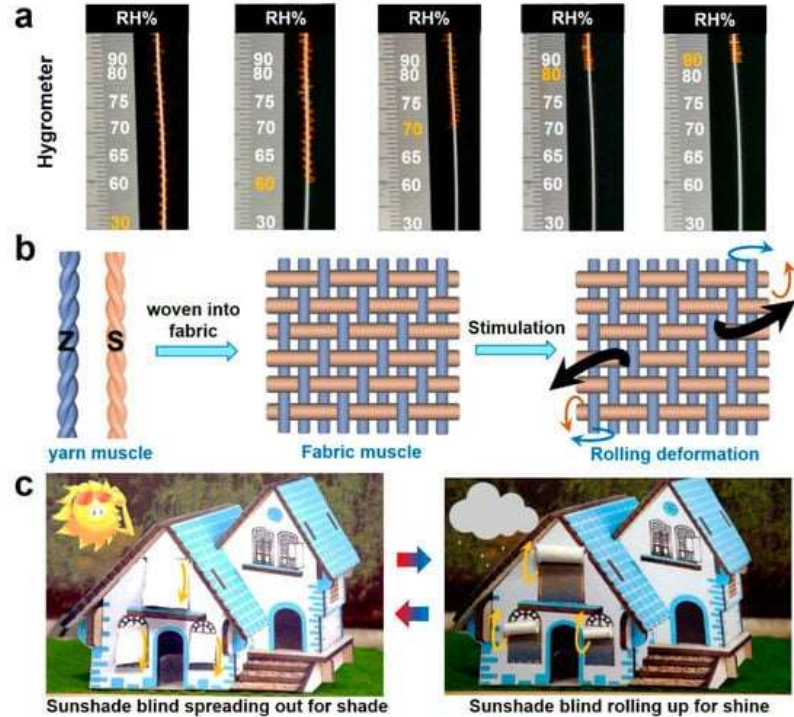 a
RH%
RH%
RH%
RH%
RH%
Hygrometer
90
80
75
70
65
60
30
90
80
75
70
65
60
30
90
80
75
70
65
60
30
90
80
75
70
65
60
30
90
80
75
70
65
60
30
b
Z
S
woven into
fabric
Stimulation
yarn muscle
Fabric muscle
Rolling deformation
c
Sunshade blind spreading out for shade
Sunshade blind rolling up for shine